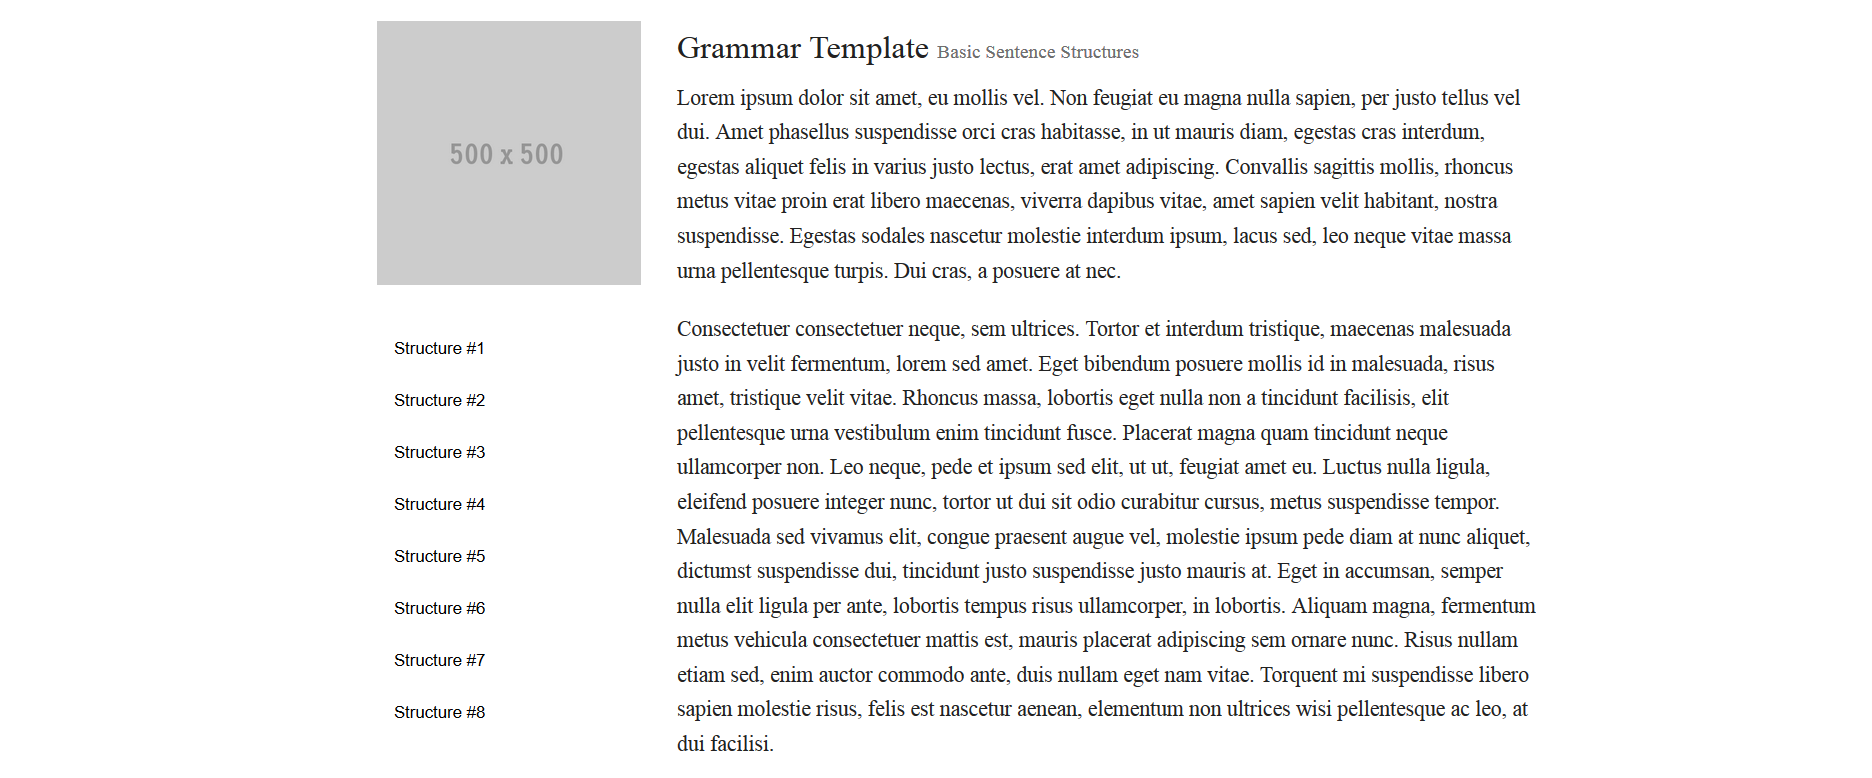 500 x 500
Structure #1
Structure #2
Structure #3
Structure #4
Structure #5
Structure #6
Structure #7
Structure #8
Grammar Template Basic Sentence Structures
Lorem ipsum dolor sit amet, eu mollis vel. Non feugiat eu magna nulla sapien, per justo tellus vel
dui. Amet phasellus suspendisse orci cras habitasse, in ut mauris diam, egestas cras interdum,
egestas aliquet felis in varius justo lectus, erat amet adipiscing. Convallis sagittis mollis, rhoncus
metus vitae proin erat libero maecenas, viverra dapibus vitae, amet sapien velit habitant, nostra
suspendisse. Egestas sodales nascetur molestie interdum ipsum, lacus sed, leo neque vitae massa
urna pellentesque turpis. Dui cras, a posuere at nec.
Consectetuer consectetuer neque, sem ultrices. Tortor et interdum tristique, maecenas malesuada
justo in velit fermentum, lorem sed amet. Eget bibendum posuere mollis id in malesuada, risus
amet, tristique velit vitae. Rhoncus massa, lobortis eget nulla non a tincidunt facilisis, elit
pellentesque urna vestibulum enim tincidunt fusce. Placerat magna quam tincidunt neque
ullamcorper non. Leo neque, pede et ipsum sed elit, ut ut, feugiat amet eu. Luctus nulla ligula,
eleifend posuere integer nunc, tortor ut dui sit odio curabitur cursus, metus suspendisse tempor.
Malesuada sed vivamus elit, congue praesent augue vel, molestie ipsum pede diam at nunc aliquet,
dictumst suspendisse dui, tincidunt justo suspendisse justo mauris at. Eget in accumsan, semper
nulla elit ligula per ante, lobortis tempus risus ullamcorper, in lobortis. Aliquam magna, fermentum
metus vehicula consectetuer mattis est, mauris placerat adipiscing sem ornare nunc. Risus nullam
etiam sed, enim auctor commodo ante, duis nullam eget nam vitae. Torquent mi suspendisse libero
sapien molestie risus, felis est nascetur aenean, elementum non ultrices wisi pellentesque ac leo, at
dui facilisi.